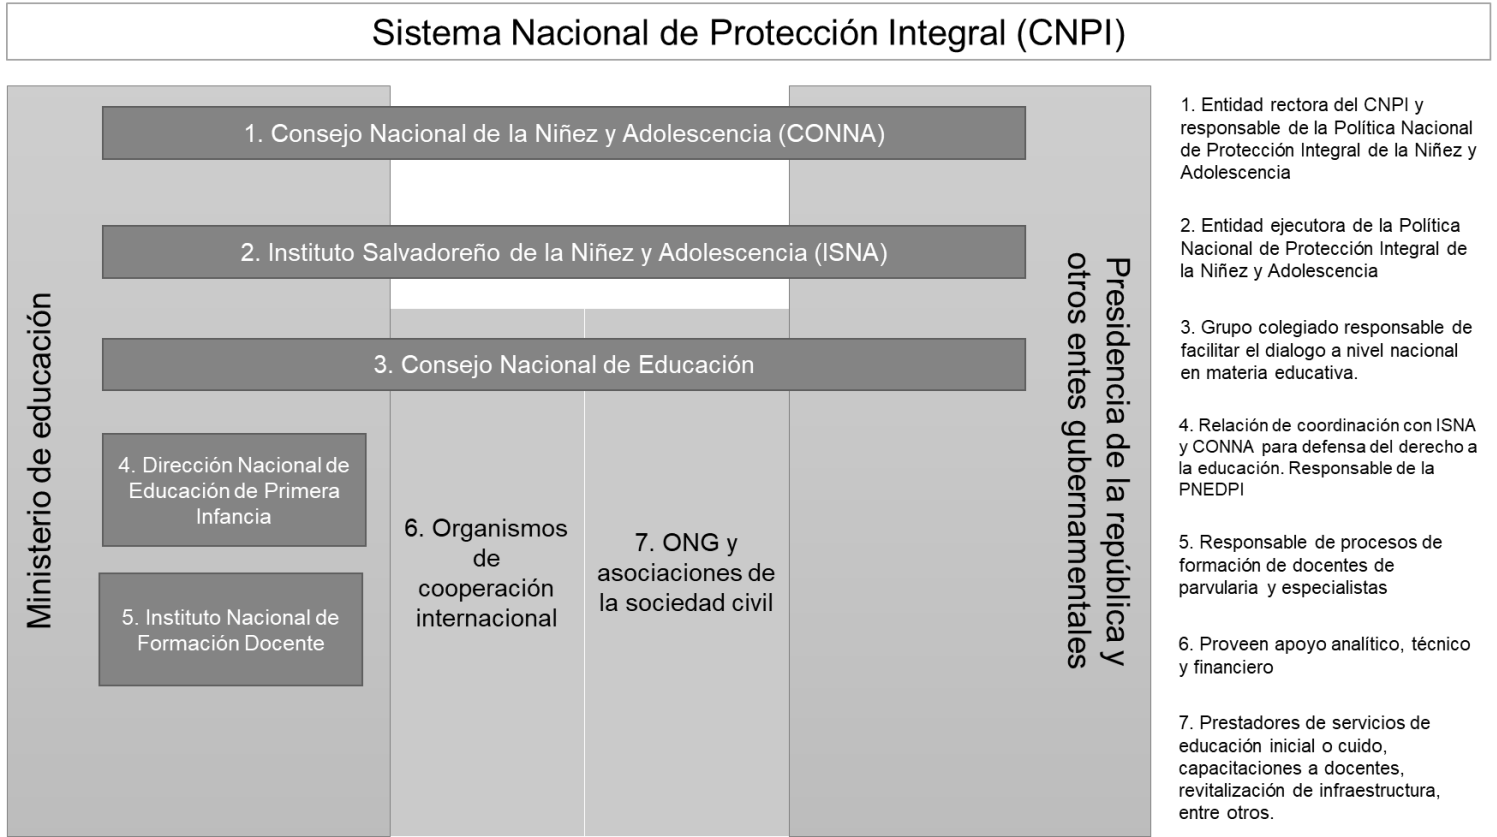 Sistema Nacional de Protección Integral (CNPI)
Ministerio de educación
1. Consejo Nacional de la Niñez y Adolescencia (CONNA)
2. Instituto Salvadoreño de la Niñez y Adolescencia (ISNA)
3. Consejo Nacional de Educación
4. Dirección Nacional de
Educación de Primera
Infancia
5. Instituto Nacional de
Formación Docente
6. Organismos
de
cooperación
internacional
7. ONG y
asociaciones de
la sociedad civil
Presidencia de la república y
otros entes gubernamentales
1. Entidad rectora del CNPI y
responsable de la Política Nacional
de Protección Integral de la Niñez y
Adolescencia
2. Entidad ejecutora de la Política
Nacional de Protección Integral de
la Niñez y Adolescencia
3. Grupo colegiado responsable de
facilitar el dialogo a nivel nacional
en materia educativa.
4. Relación de coordinación con ISNA
y CONNA para defensa del derecho a
la educación. Responsable de la
PNEDPI
5. Responsable de procesos de
formación de docentes de
parvularia y especialistas
6. Proveen apoyo analítico, técnico
y financiero
7. Prestadores de servicios de
educación inicial o cuido,
capacitaciones a docentes,
revitalización de infraestructura,
entre otros.